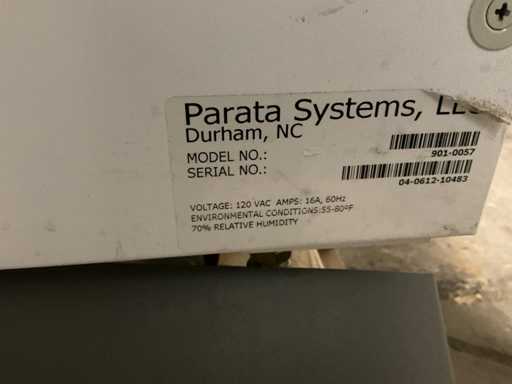 Parata Systems, LLC
Durham, NC
MODEL NO.:
901-0057
SERIAL NO.:
04-0612-10483
VOLTAGE: 120 VAC AMPS: 16A, 60Hz
ENVIRONMENTAL CONDITIONS:55-80ºF
70% RELATIVE HUMIDITY